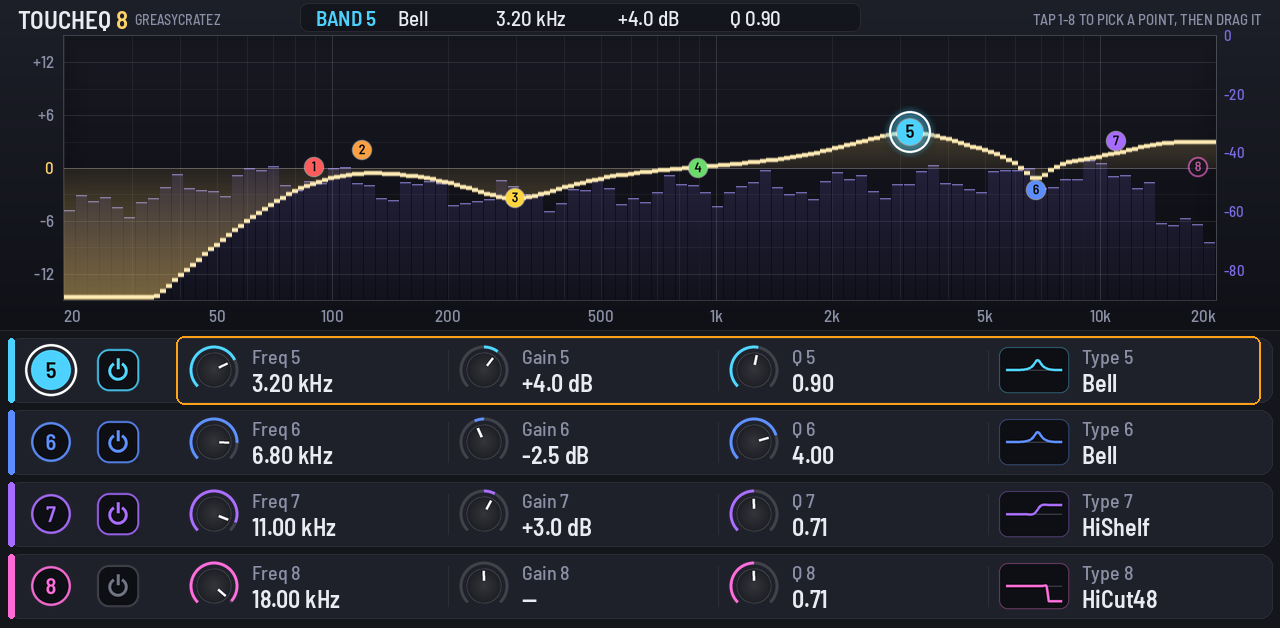 TOUCHEQ 8 GREASYCRATEZ BAND 5 Bell 3.20 kHz +4.0 dB Q 0.90 TAP 1-8 TO PICK A POINT, THEN DRAG IT
0
+12
-20
+6
5
7
-40
2
0 1 4 8
6
3
-6
-60
-12
-80
20 50 100 200 500 1k 2k 5k 10k 20k
Freq 5 Gain 5 Q 5 Type 5
5 3.20 kHz +4.0 dB 0.90 Bell
Freq 6 Gain 6 Q 6 Type 6
6 6.80 kHz -2.5 dB 4.00 Bell
Freq 7 Gain 7 Q 7 Type 7
7 11.00 kHz +3.0 dB 0.71 HiShelf
Freq 8 Gain 8 Q 8 Type 8
8 18.00 kHz — 0.71 HiCut48